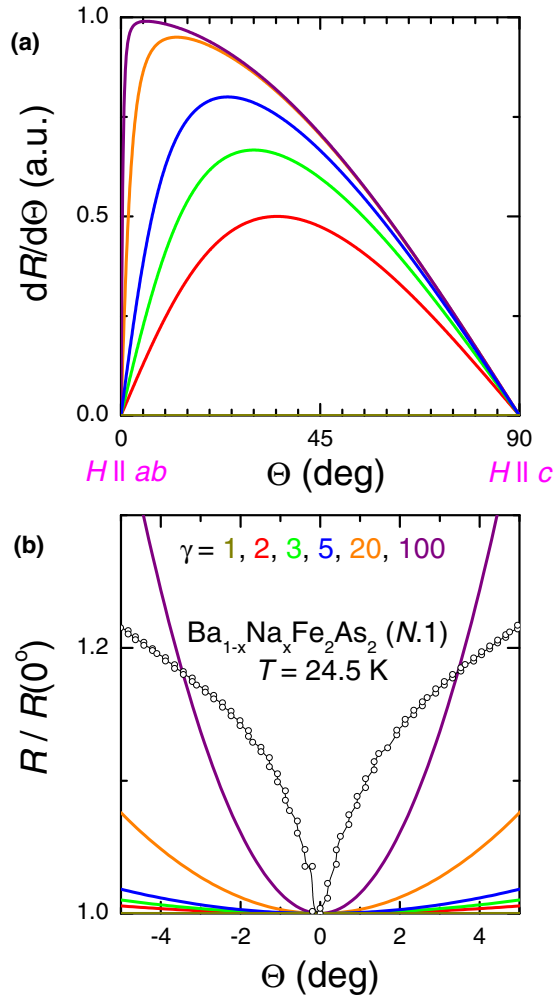 (a)
dR/dΘ (a.u.)
1.0
0.5
0.0
0 45 90
H || ab Θ (deg) H || c
(b)
γ = 1, 2, 3, 5, 20, 100
Ba₁₋ₓNaₓFe₂As₂ (N.1)
T = 24.5 K
R / R(0°)
1.2
1.0
-4 -2 0 2 4
Θ (deg)